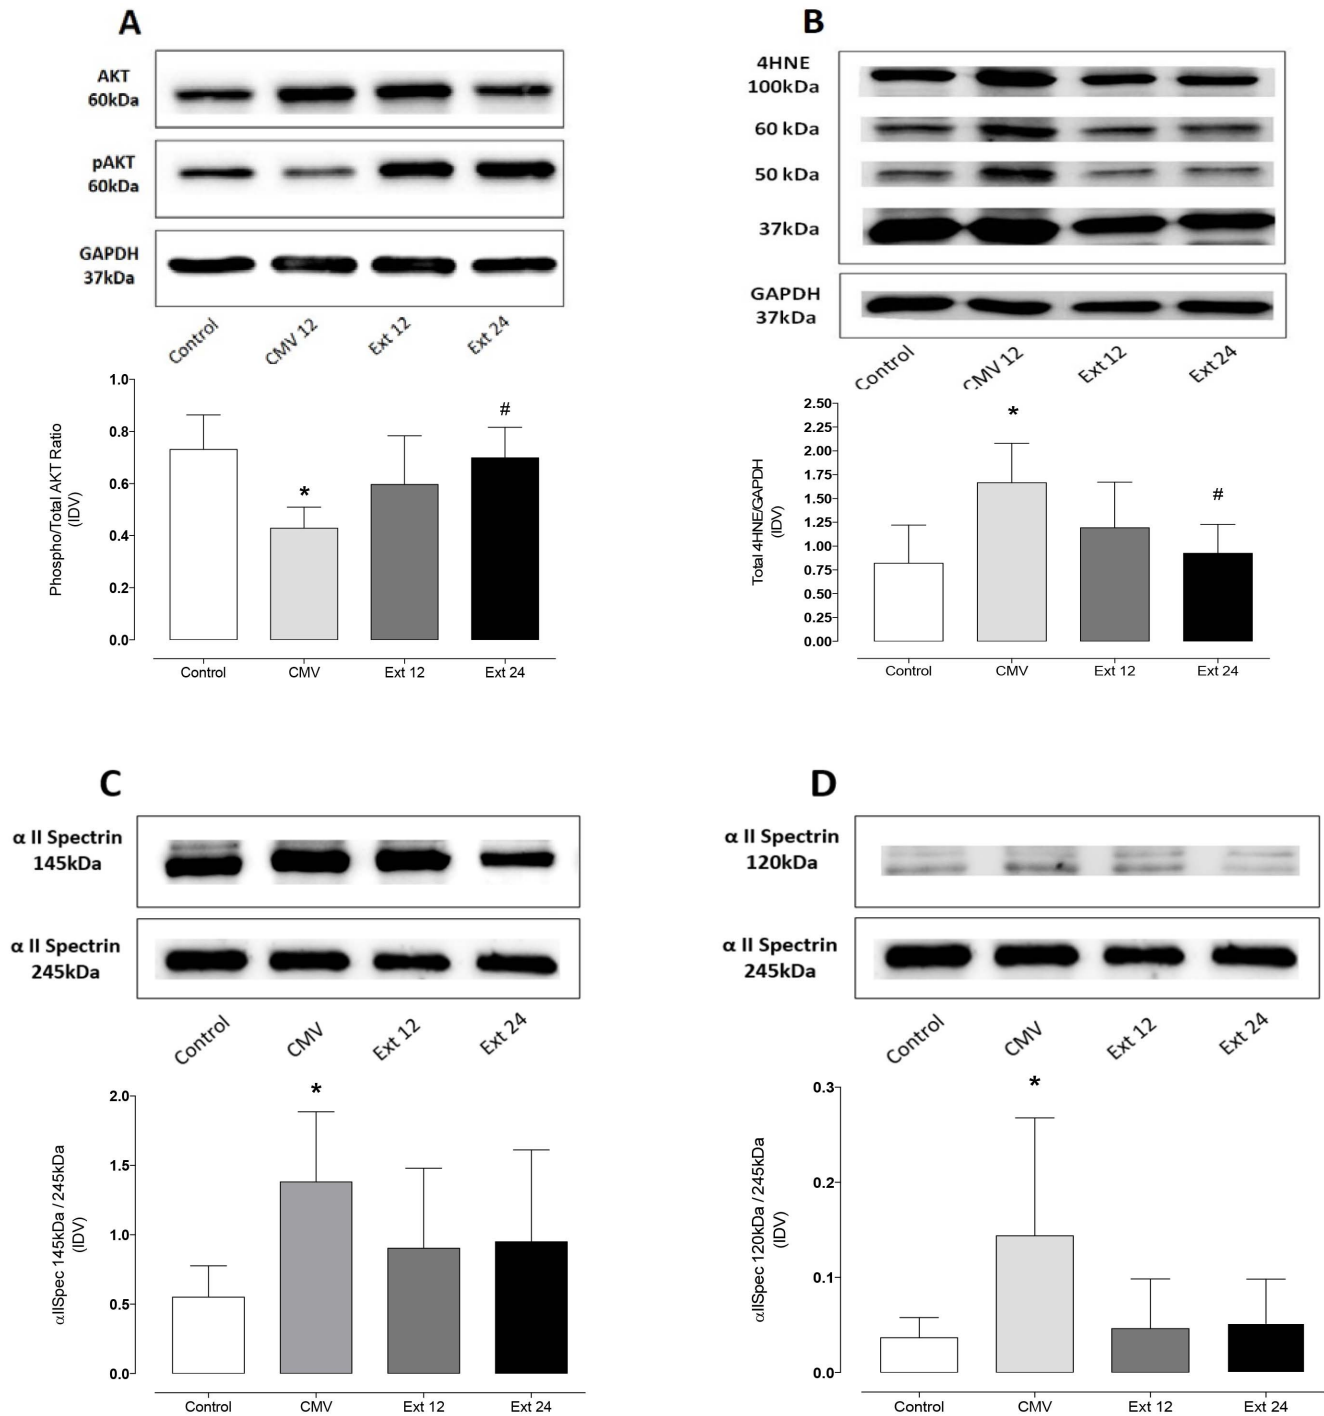 A
AKT
60kDa
pAKT
60kDa
GAPDH
37kDa
Control
CMV 12
Ext 12
Ext 24
Phospho/Total AKT Ratio
(IDV)
1.0
0.8
0.6
0.4
0.2
0.0
*
#
Control
CMV
Ext 12
Ext 24
B
4HNE
100kDa
60 kDa
50 kDa
37kDa
GAPDH
37kDa
Control
CMV 12
Ext 12
Ext 24
Total 4HNE/GAPDH
(IDV)
2.50
2.25
2.00
1.75
1.50
1.25
1.00
0.75
0.50
0.25
0.00
*
#
Control
CMV
Ext 12
Ext 24
C
α II Spectrin
145kDa
α II Spectrin
245kDa
Control
CMV
Ext 12
Ext 24
αIISpec 145kDa / 245kDa
(IDV)
2.0
1.5
1.0
0.5
0.0
*
Control
CMV
Ext 12
Ext 24
D
α II Spectrin
120kDa
α II Spectrin
245kDa
Control
CMV
Ext 12
Ext 24
αIISpec 120kDa / 245kDa
(IDV)
0.3
0.2
0.1
0.0
*
Control
CMV
Ext 12
Ext 24